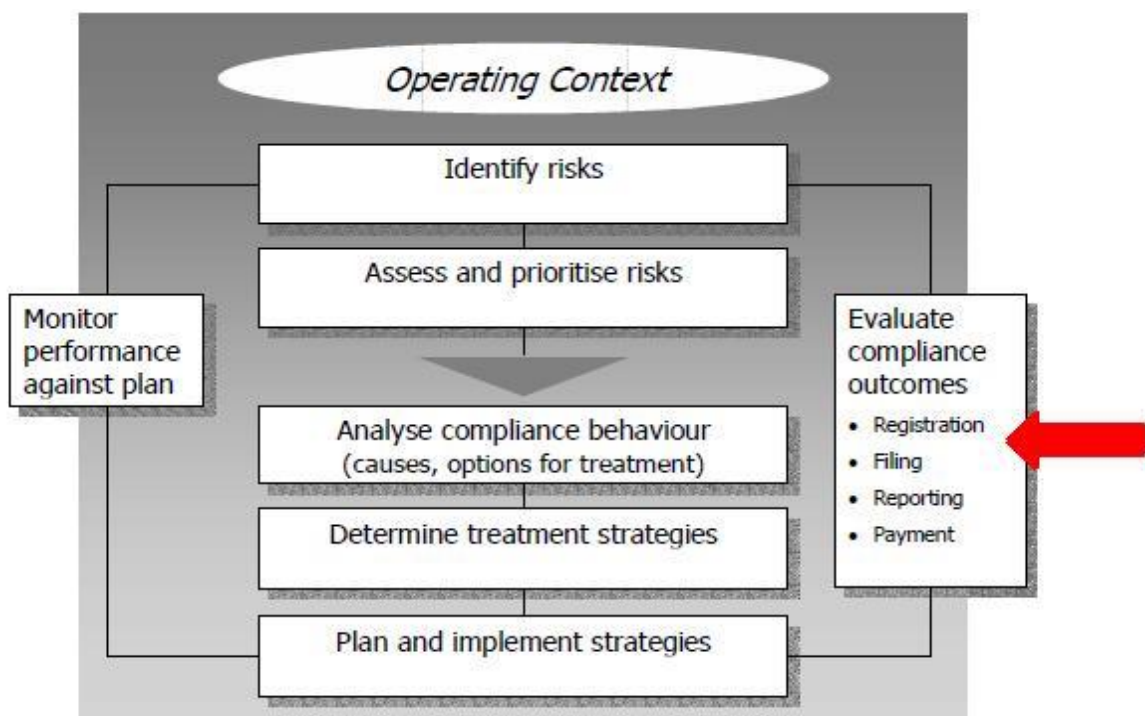 Operating Context
Identify risks
Assess and prioritise risks
Monitor
performance
against plan
Evaluate
compliance
outcomes
• Registration
• Filing
• Reporting
• Payment
Analyse compliance behaviour
(causes, options for treatment)
Determine treatment strategies
Plan and implement strategies